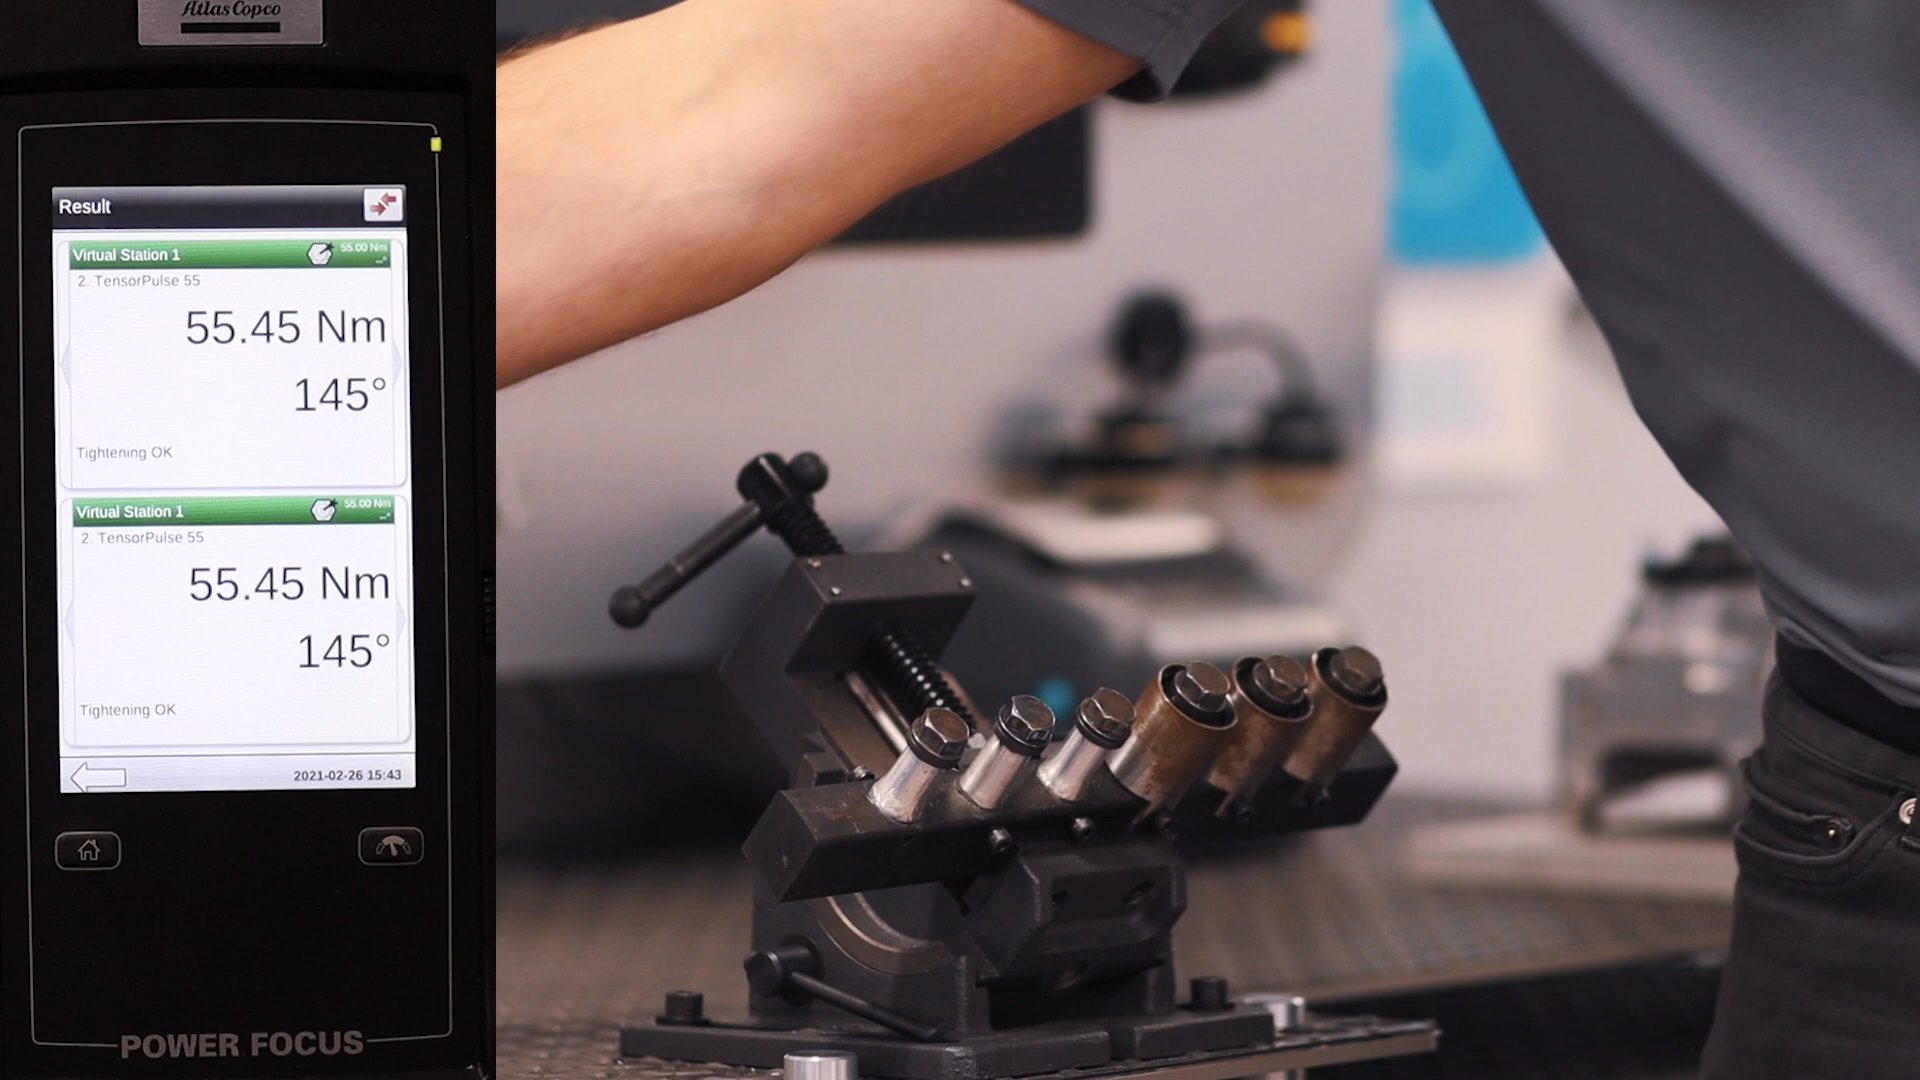 Atlas Copco
Result
Virtual Station 1
55.00 Nm
2. TensorPulse 55
55.45 Nm
145°
Tightening OK
Virtual Station 1
55.00 Nm
2. TensorPulse 55
55.45 Nm
145°
Tightening OK
2021-02-26 15:43
POWER FOCUS